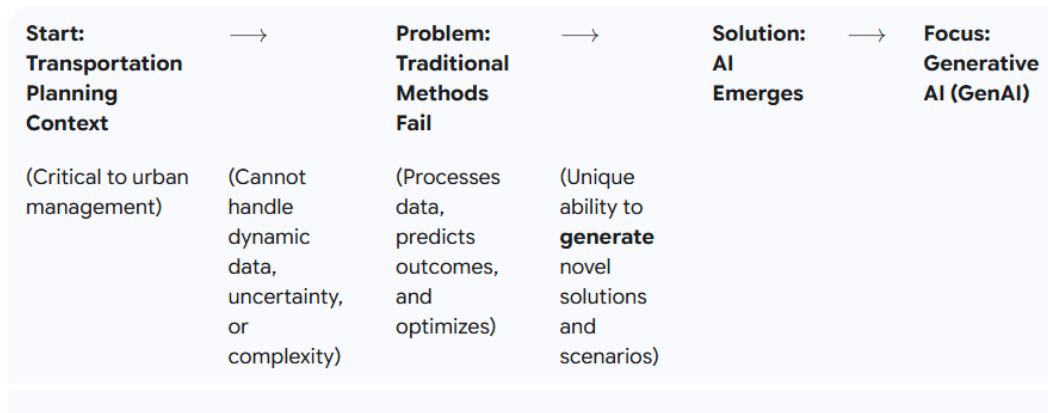 Start:
Transportation
Planning
Context
→
Problem:
Traditional
Methods
Fail
→
Solution:
AI
Emerges
→
Focus:
Generative
AI (GenAI)
(Critical to urban
management)
(Cannot
handle
dynamic
data,
uncertainty,
or
complexity)
(Processes
data,
predicts
outcomes,
and
optimizes)
(Unique
ability to
generate
novel
solutions
and
scenarios)